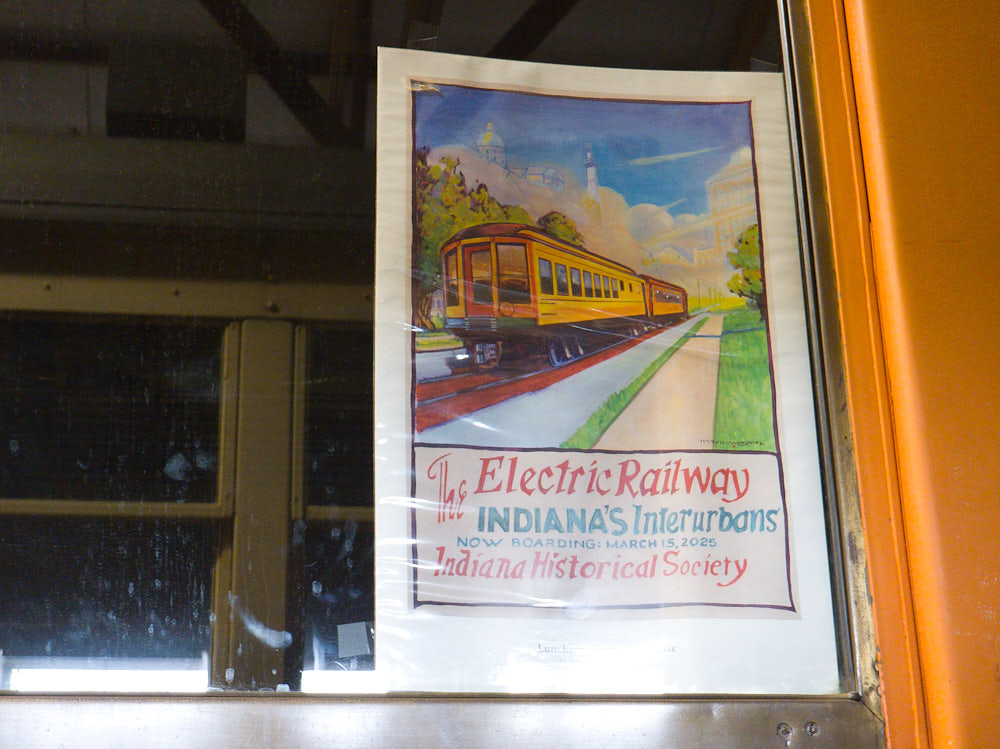 The Electric Railway
INDIANA'S Interurbans
NOW BOARDING: MARCH 15, 2025
Indiana Historical Society